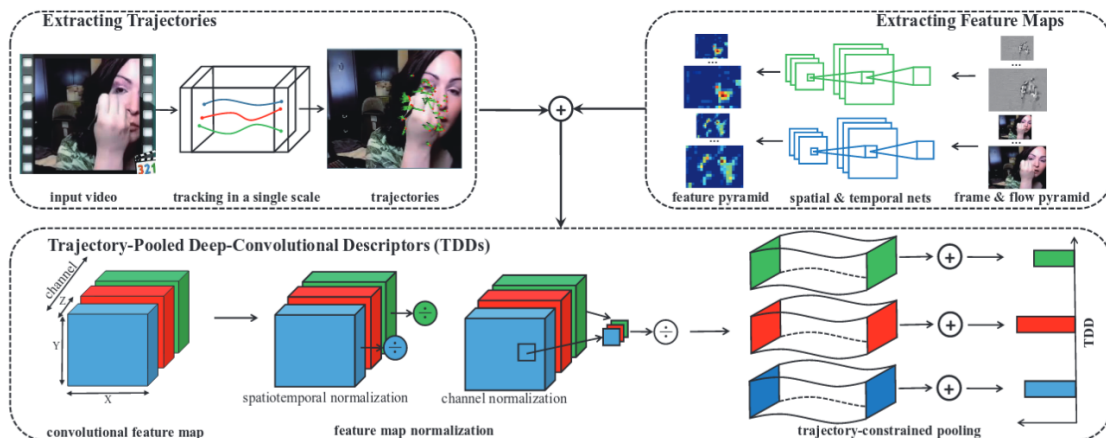 Extracting Trajectories
321
input video
tracking in a single scale
trajectories
+
Extracting Feature Maps
...
...
...
...
feature pyramid
spatial & temporal nets
frame & flow pyramid
Trajectory-Pooled Deep-Convolutional Descriptors (TDDs)
channel
Z
Y
X
convolutional feature map
÷
÷
spatiotemporal normalization
÷
channel normalization
feature map normalization
+
+
+
trajectory-constrained pooling
TDD